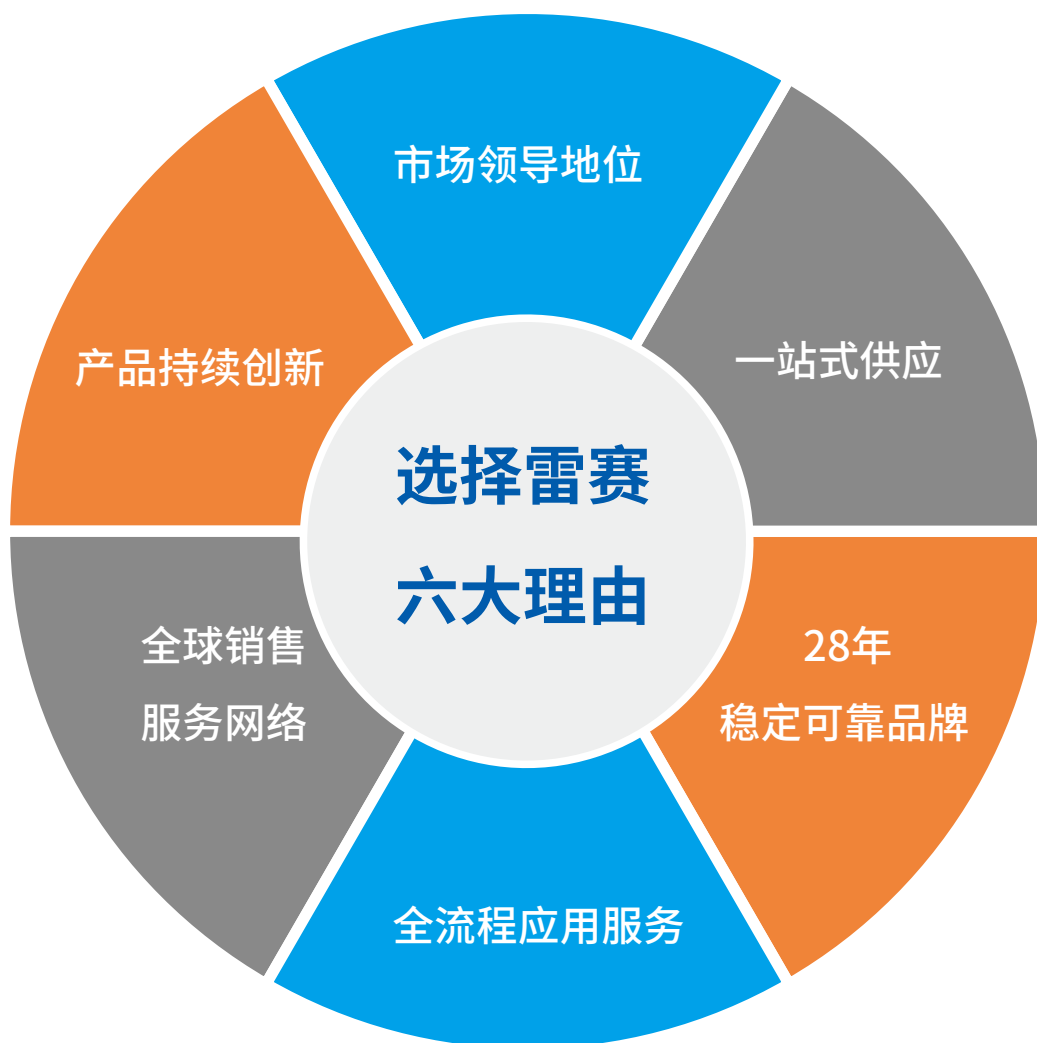 市场领导地位
产品持续创新
一站式供应
选择雷赛
六大理由
全球销售
服务网络
28年
稳定可靠品牌
全流程应用服务